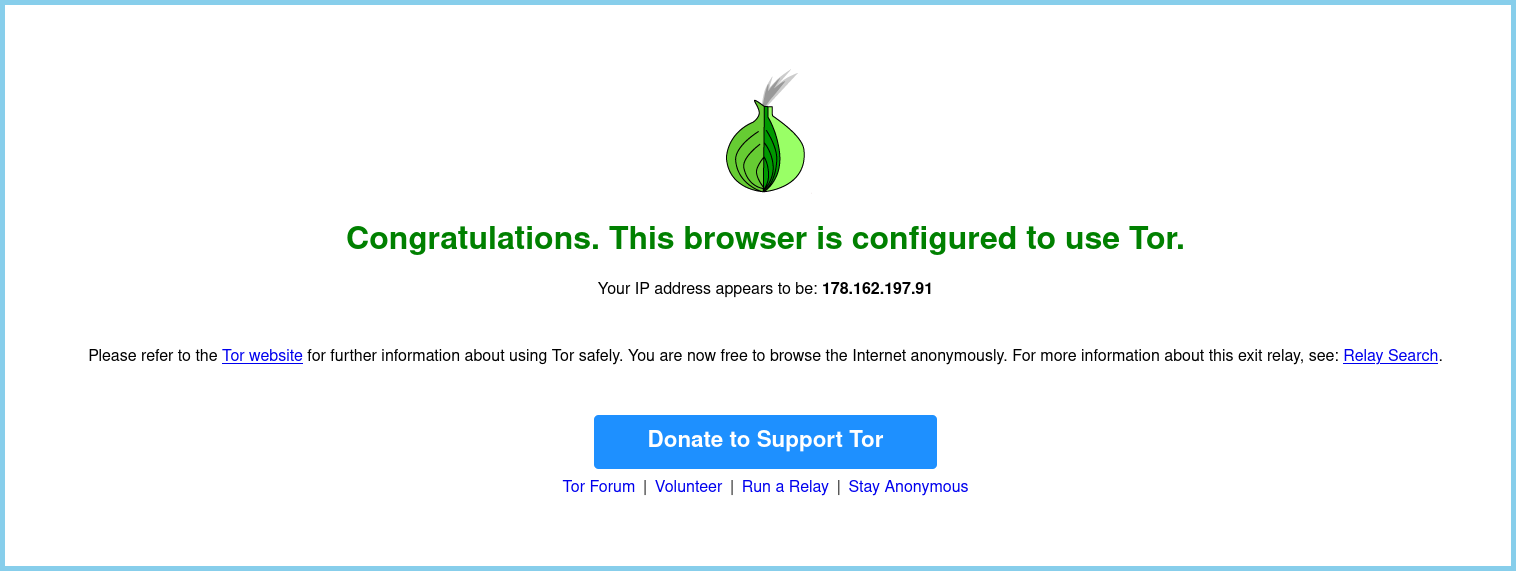 Congratulations. This browser is configured to use Tor.
Your IP address appears to be: 178.162.197.91
Please refer to the Tor website for further information about using Tor safely. You are now free to browse the Internet anonymously. For more information about this exit relay, see: Relay Search.
Donate to Support Tor
Tor Forum | Volunteer | Run a Relay | Stay Anonymous